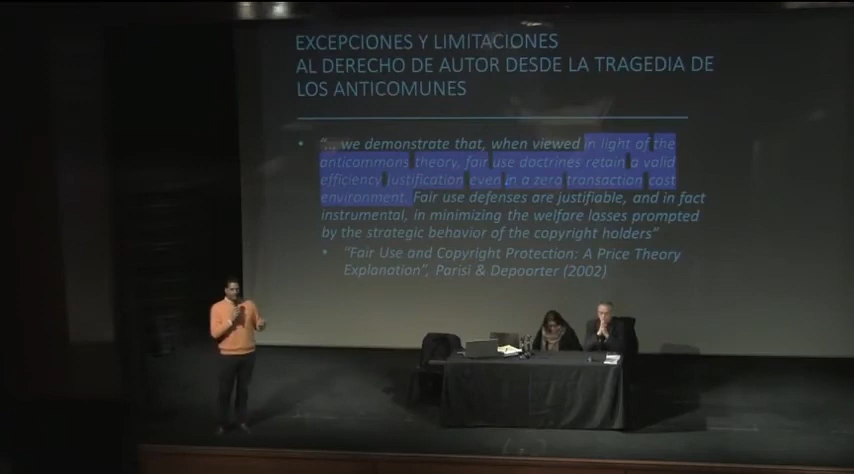 EXCEPCIONES Y LIMITACIONES
AL DERECHO DE AUTOR DESDE LA TRAGEDIA DE
LOS ANTICOMUNES
• "... we demonstrate that, when viewed in light of the
anticommons theory, fair use doctrines retain a valid
efficiency justification even in a zero transaction cost
environment. Fair use defenses are justifiable, and in fact
instrumental, in minimizing the welfare losses prompted
by the strategic behavior of the copyright holders"
• "Fair Use and Copyright Protection: A Price Theory
Explanation", Parisi & Depoorter (2002)